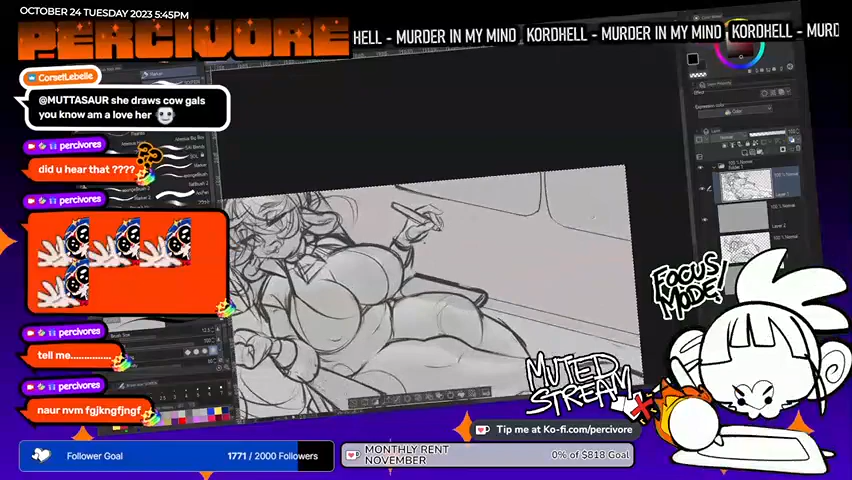 OCTOBER 24 TUESDAY 2023 5:45PM
PERCIVORE
HELL - MURDER IN MY MIND
KORDHELL - MURDER IN MY MIND
KORDHELL - MURD
CorsetLebelle
@MUTTASAUR she draws cow gals
you know am a love her
percivores
did u hear that ????
percivores
percivores
tell me...............
percivores
naur nvm fgjkngfjngf
FOCUS
MODE!
MUTED
STREAM
Tip me at Ko-fi.com/percivore
Follower Goal
1771 / 2000 Followers
MONTHLY RENT
NOVEMBER
0% of $818 Goal